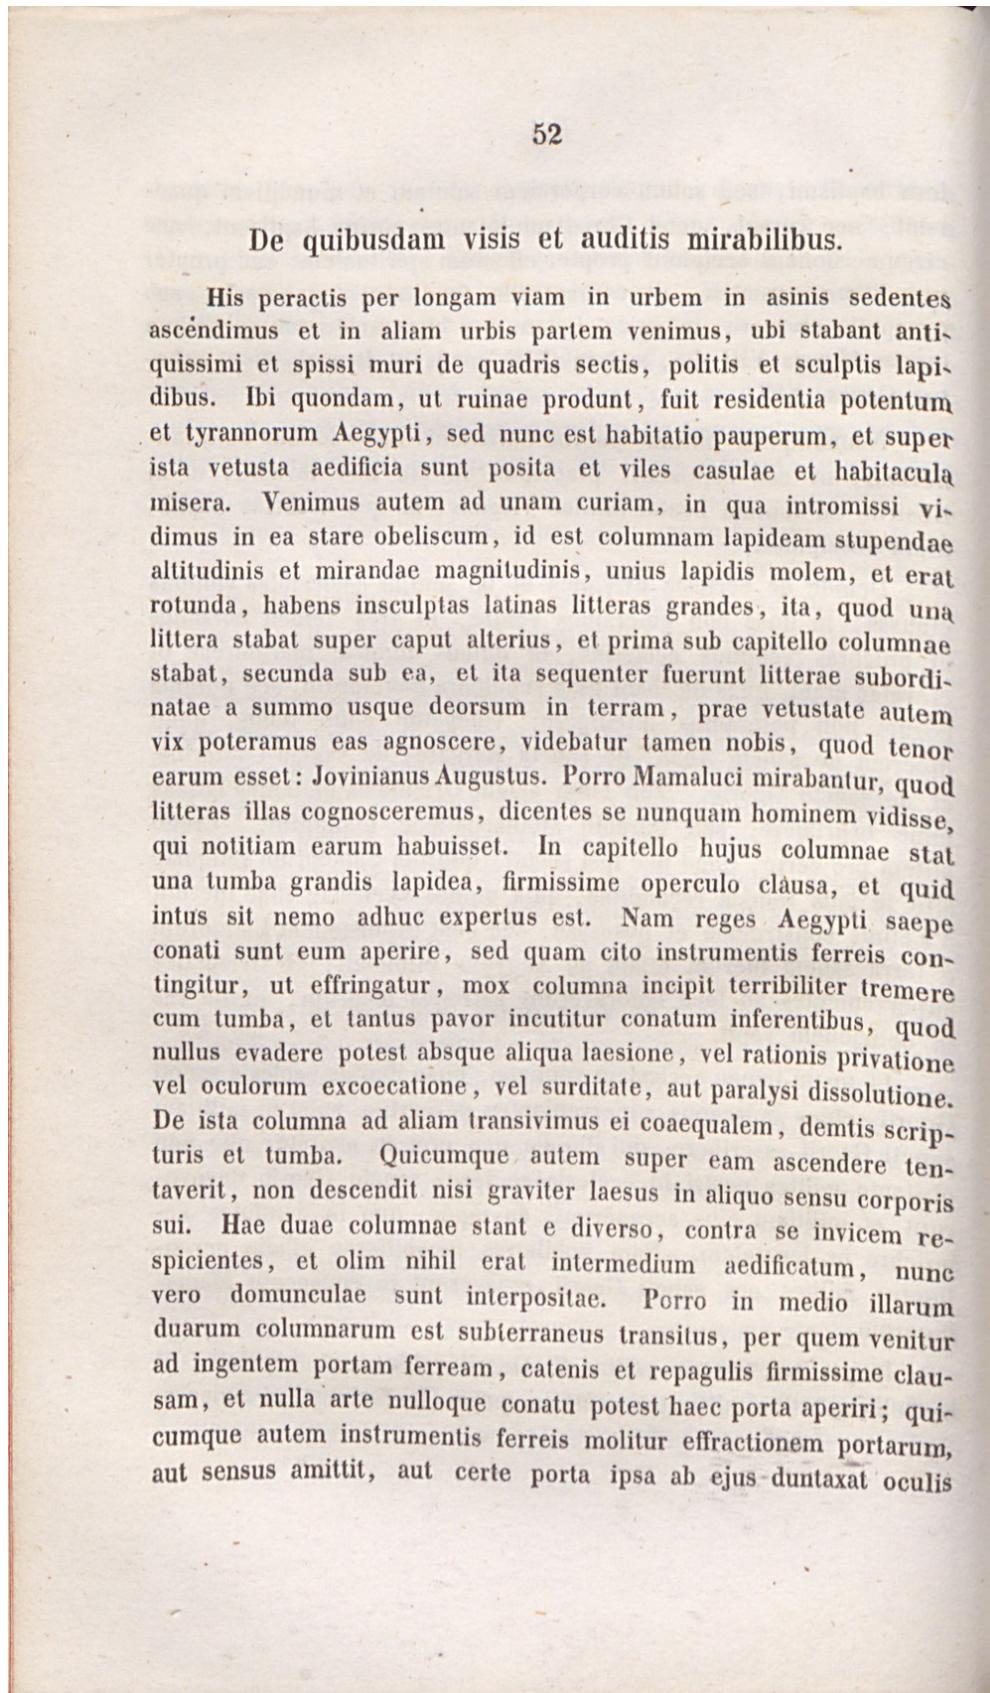 52
De quibusdam visis et auditis mirabilibus.
His peractis per longam viam in urbem in asinis sedentes
ascendimus et in aliam urbis partem venimus, ubi stabant anti-
quissimi et spissi muri de quadris sectis, politis et sculptis lapi-
dibus. Ibi quondam, ut ruinae produnt, fuit residentia potentum
et tyrannorum Aegypti, sed nunc est habitatio pauperum, et super
ista vetusta aedificia sunt posita et viles casulae et habitacula
misera. Venimus autem ad unam curiam, in qua intromissi vi-
dimus in ea stare obeliscum, id est columnam lapideam stupendae
altitudinis et mirandae magnitudinis, unius lapidis molem, et erat
rotunda, habens insculptas latinas litteras grandes, ita, quod una
littera stabat super caput alterius, et prima sub capitello columnae
stabat, secunda sub ea, et ita sequenter fuerunt litterae subordi-
natae a summo usque deorsum in terram, prae vetustate autem
vix poteramus eas agnoscere, videbatur tamen nobis, quod tenor
earum esset: Jovinianus Augustus. Porro Mamaluci mirabantur, quod
litteras illas cognosceremus, dicentes se nunquam hominem vidisse,
qui notitiam earum habuisset. In capitello hujus columnae stat
una tumba grandis lapidea, firmissime operculo clausa, et quid
intus sit nemo adhuc expertus est. Nam reges Aegypti saepe
conati sunt eum aperire, sed quam cito instrumentis ferreis con-
tingitur, ut effringatur, mox columna incipit terribiliter tremere
cum tumba, et tantus pavor incutitur conatum inferentibus, quod
nullus evadere potest absque aliqua laesione, vel rationis privatione
vel oculorum excoecatione, vel surditate, aut paralysi dissolutione.
De ista columna ad aliam transivimus ei coaequalem, demtis scrip-
turis et tumba. Quicumque autem super eam ascendere ten-
taverit, non descendit nisi graviter laesus in aliquo sensu corporis
sui. Hae duae columnae stant e diverso, contra se invicem re-
spicientes, et olim nihil erat intermedium aedificatum, nunc
vero domunculae sunt interpositae. Porro in medio illarum
duarum columnarum est subterraneus transitus, per quem venitur
ad ingentem portam ferream, catenis et repagulis firmissime clau-
sam, et nulla arte nulloque conatu potest haec porta aperiri; qui-
cumque autem instrumentis ferreis molitur effractionem portarum,
aut sensus amittit, aut certe porta ipsa ab ejus duntaxat oculis